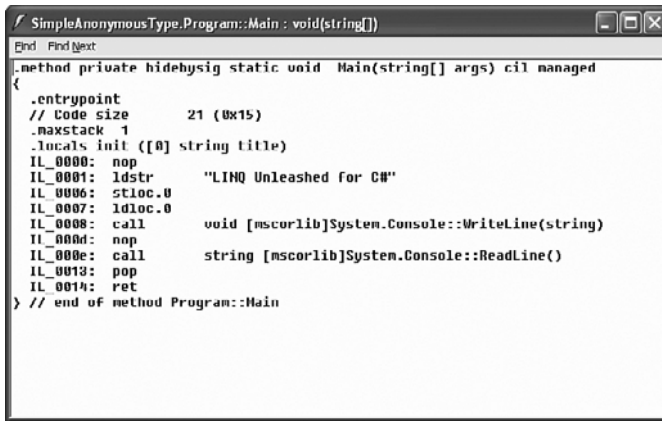 SimpleAnonymousType.Program::Main : void(string[])
Find Find Next
.method private hidebysig static void  Main(string[] args) cil managed
{
  .entrypoint
  // Code size       21 (0x15)
  .maxstack  1
  .locals init ([0] string title)
  IL_0000:  nop
  IL_0001:  ldstr      "LINQ Unleashed for C#"
  IL_0006:  stloc.0
  IL_0007:  ldloc.0
  IL_0008:  call       void [mscorlib]System.Console::WriteLine(string)
  IL_000d:  nop
  IL_000e:  call       string [mscorlib]System.Console::ReadLine()
  IL_0013:  pop
  IL_0014:  ret
} // end of method Program::Main